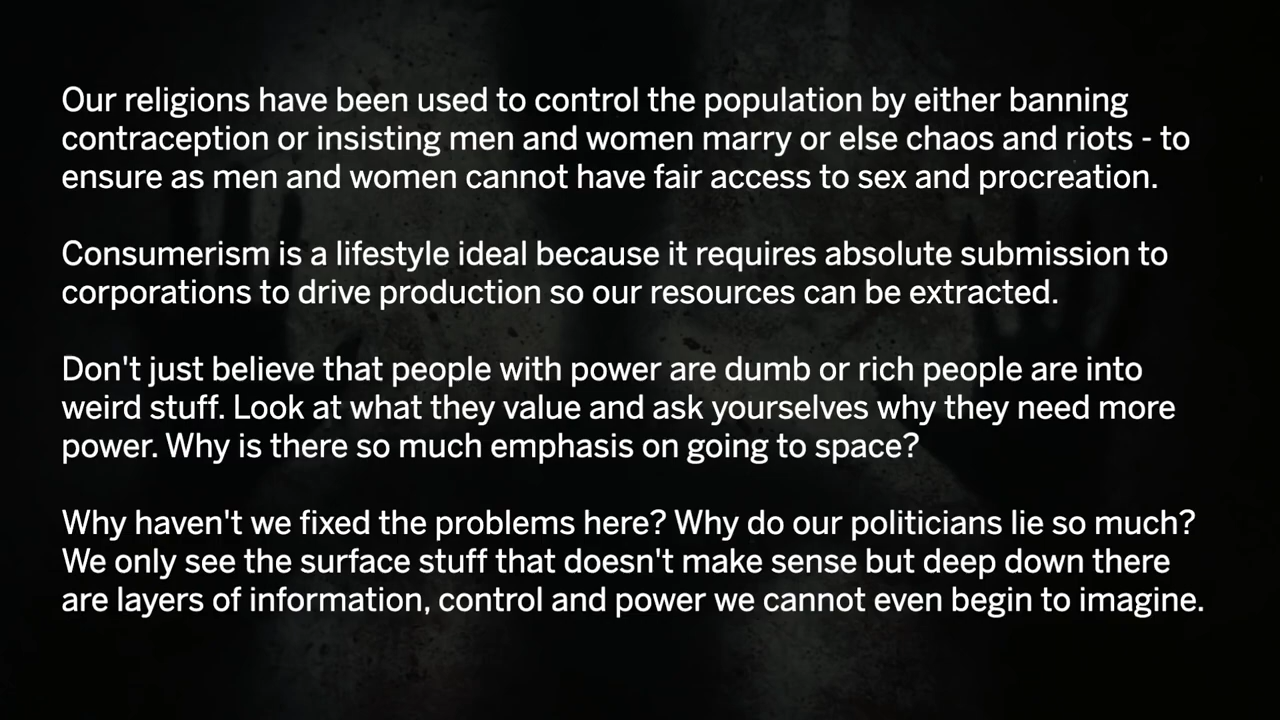 Our religions have been used to control the population by either banning
contraception or insisting men and women marry or else chaos and riots - to
ensure as men and women cannot have fair access to sex and procreation.
Consumerism is a lifestyle ideal because it requires absolute submission to
corporations to drive production so our resources can be extracted.
Don't just believe that people with power are dumb or rich people are into
weird stuff. Look at what they value and ask yourselves why they need more
power. Why is there so much emphasis on going to space?
Why haven't we fixed the problems here? Why do our politicians lie so much?
We only see the surface stuff that doesn't make sense but deep down there
are layers of information, control and power we cannot even begin to imagine.